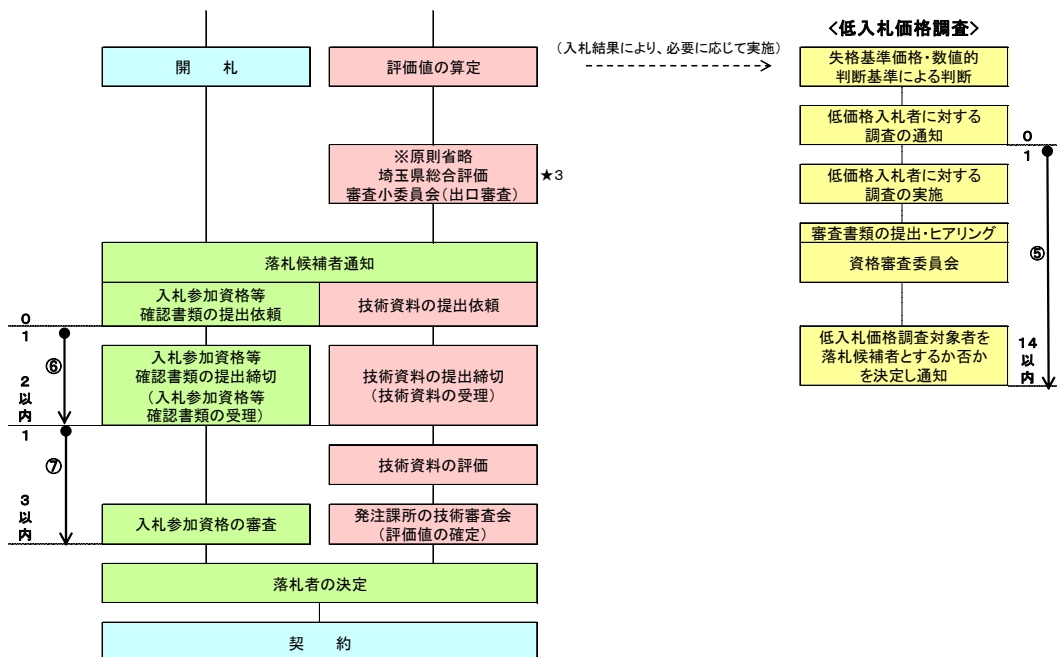 開　　札
評価値の算定
（入札結果により、必要に応じて実施）
※原則省略
埼玉県総合評価
審査小委員会（出口審査）
★3
落札候補者通知
入札参加資格等
確認書類の提出依頼
技術資料の提出依頼
0
1
⑥
2
以
内
入札参加資格等
確認書類の提出締切
（入札参加資格等
確認書類の受理）
技術資料の提出締切
（技術資料の受理）
1
⑦
3
以
内
技術資料の評価
入札参加資格の審査
発注課所の技術審査会
（評価値の確定）
落札者の決定
契　　約
＜低入札価格調査＞
失格基準価格・数値的
判断基準による判断
低価格入札者に対する
調査の通知
0
1
低価格入札者に対する
調査の実施
審査書類の提出・ヒアリング
資格審査委員会
⑤
低入札価格調査対象者を
落札候補者とするか否か
を決定し通知
14
以
内